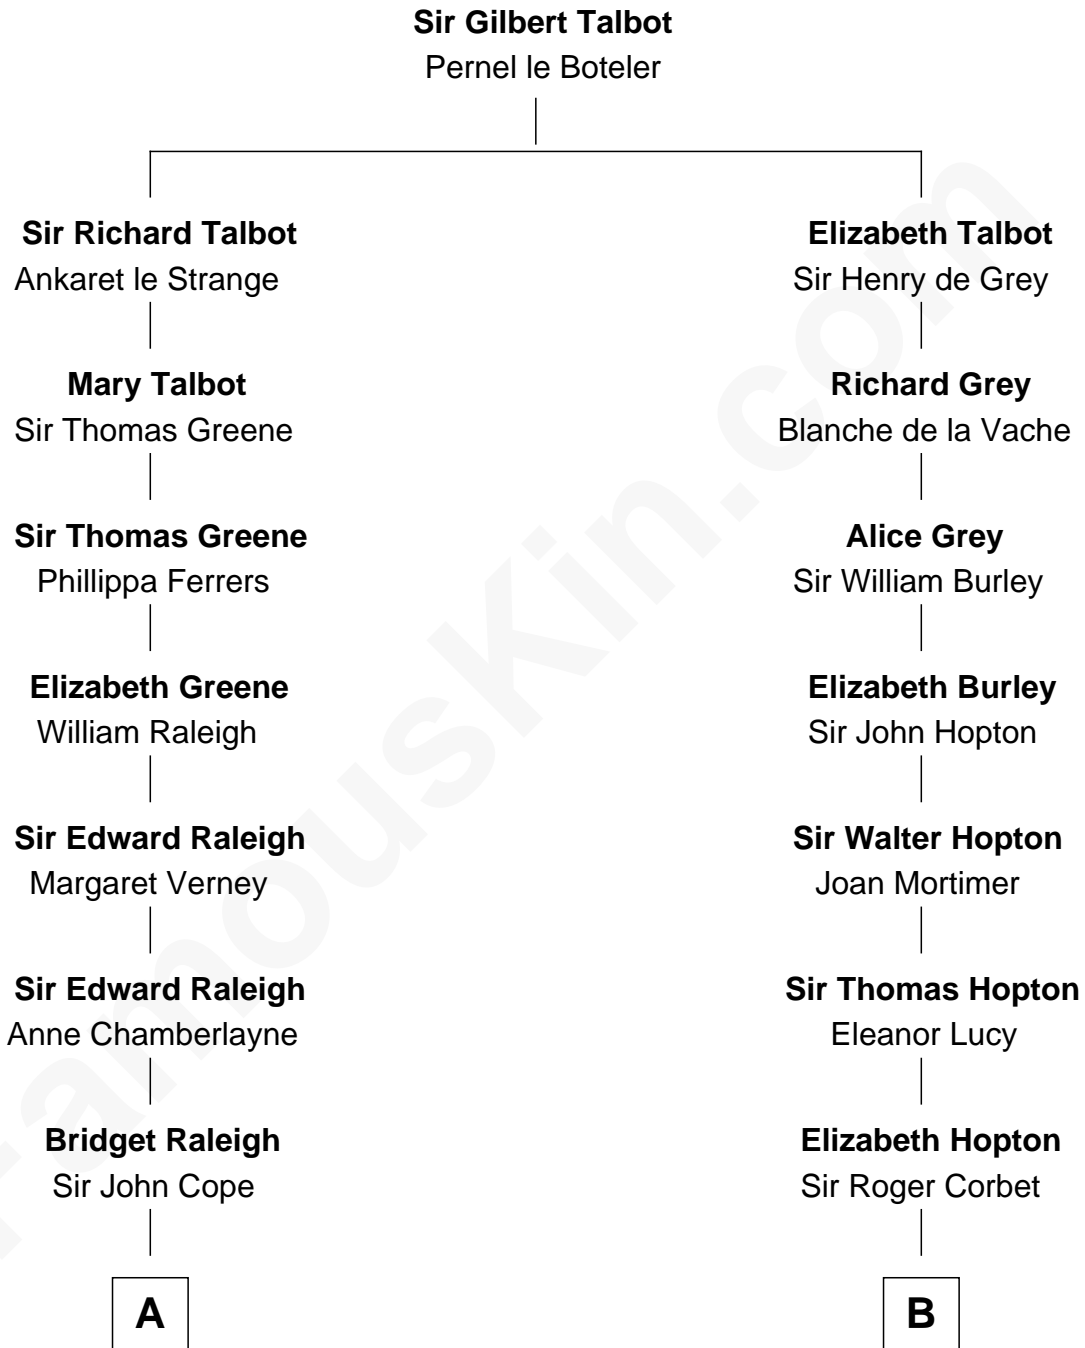 Sir Gilbert Talbot
Pernel le Boteler
Sir Richard Talbot
Ankaret le Strange
Elizabeth Talbot
Sir Henry de Grey
Mary Talbot
Sir Thomas Greene
Richard Grey
Blanche de la Vache
Sir Thomas Greene
Phillippa Ferrers
Alice Grey
Sir William Burley
Elizabeth Greene
William Raleigh
Elizabeth Burley
Sir John Hopton
Sir Edward Raleigh
Margaret Verney
Sir Walter Hopton
Joan Mortimer
Sir Edward Raleigh
Anne Chamberlayne
Sir Thomas Hopton
Eleanor Lucy
Bridget Raleigh
Sir John Cope
Elizabeth Hopton
Sir Roger Corbet
A
B
FamousKin.com